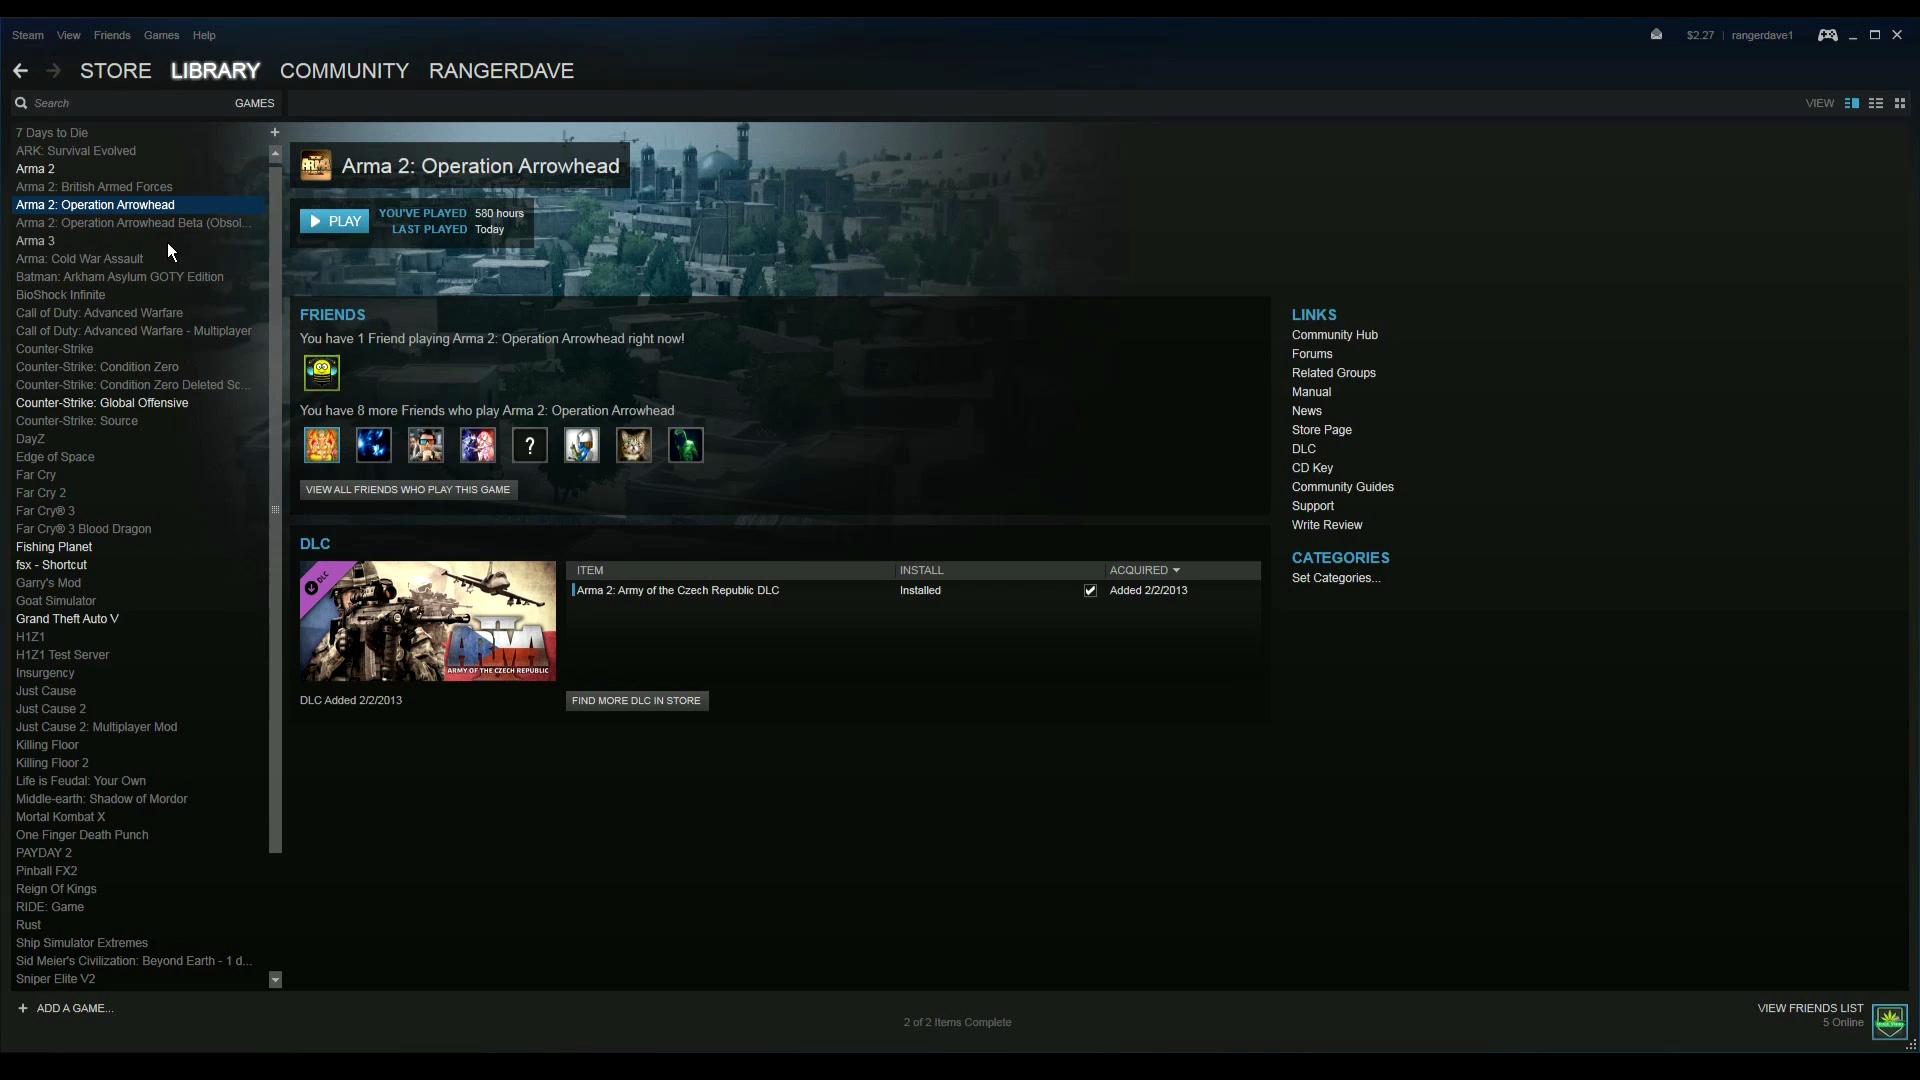 Steam View Friends Games Help
$2.27 | rangerdave1
STORE LIBRARY COMMUNITY RANGERDAVE
Search GAMES
VIEW
7 Days to Die
ARK: Survival Evolved
Arma 2
Arma 2: British Armed Forces
Arma 2: Operation Arrowhead
Arma 2: Operation Arrowhead Beta (Obsol...
Arma 3
Arma: Cold War Assault
Batman: Arkham Asylum GOTY Edition
BioShock Infinite
Call of Duty: Advanced Warfare
Call of Duty: Advanced Warfare - Multiplayer
Counter-Strike
Counter-Strike: Condition Zero
Counter-Strike: Condition Zero Deleted Sc...
Counter-Strike: Global Offensive
Counter-Strike: Source
DayZ
Edge of Space
Far Cry
Far Cry 2
Far Cry® 3
Far Cry® 3 Blood Dragon
Fishing Planet
fsx - Shortcut
Garry's Mod
Goat Simulator
Grand Theft Auto V
H1Z1
H1Z1 Test Server
Insurgency
Just Cause
Just Cause 2
Just Cause 2: Multiplayer Mod
Killing Floor
Killing Floor 2
Life is Feudal: Your Own
Middle-earth: Shadow of Mordor
Mortal Kombat X
One Finger Death Punch
PAYDAY 2
Pinball FX2
Reign Of Kings
RIDE: Game
Rust
Ship Simulator Extremes
Sid Meier's Civilization: Beyond Earth - 1 d...
Sniper Elite V2
+ ADD A GAME...
Arma 2: Operation Arrowhead
PLAY
YOU'VE PLAYED 580 hours
LAST PLAYED Today
FRIENDS
You have 1 Friend playing Arma 2: Operation Arrowhead right now!
You have 8 more Friends who play Arma 2: Operation Arrowhead
?
VIEW ALL FRIENDS WHO PLAY THIS GAME
DLC
DLC
ARMA II
ARMY OF THE CZECH REPUBLIC
DLC Added 2/2/2013
ITEM INSTALL ACQUIRED
Arma 2: Army of the Czech Republic DLC Installed Added 2/2/2013
FIND MORE DLC IN STORE
LINKS
Community Hub
Forums
Related Groups
Manual
News
Store Page
DLC
CD Key
Community Guides
Support
Write Review
CATEGORIES
Set Categories...
2 of 2 Items Complete
VIEW FRIENDS LIST
5 Online